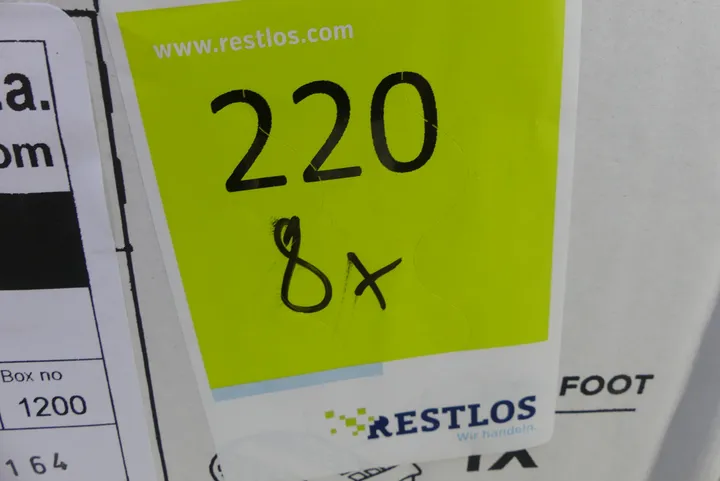 www.restlos.com
220
8x
RESTLOS
Wir handeln.
.a.
om
Box no
1200
164
FOOT
1X